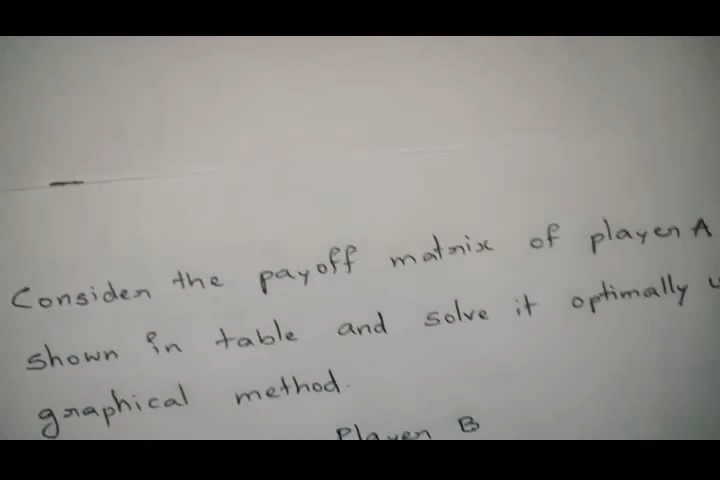 Consider the payoff matrix of player A
shown in table and solve it optimally
graphical method.
Player B